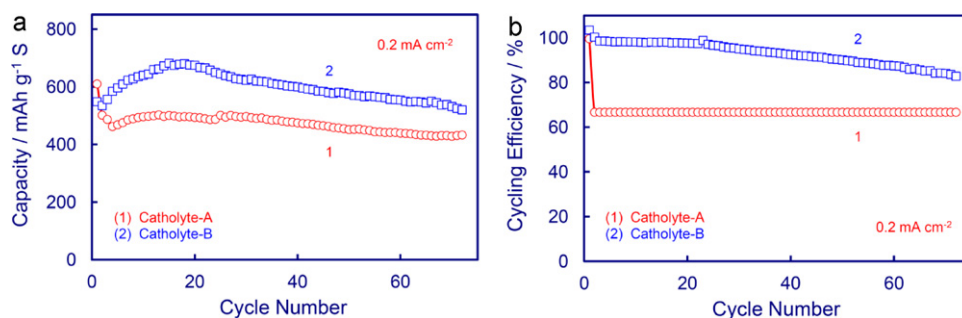 a
Capacity / mAh g-1 S
800
600
400
200
0
0.2 mA cm-2
2
1
(1) Catholyte-A
(2) Catholyte-B
0 20 40 60
Cycle Number
b
Cycling Efficiency / %
100
80
60
40
20
0
2
1
(1) Catholyte-A
(2) Catholyte-B
0.2 mA cm-2
0 20 40 60
Cycle Number